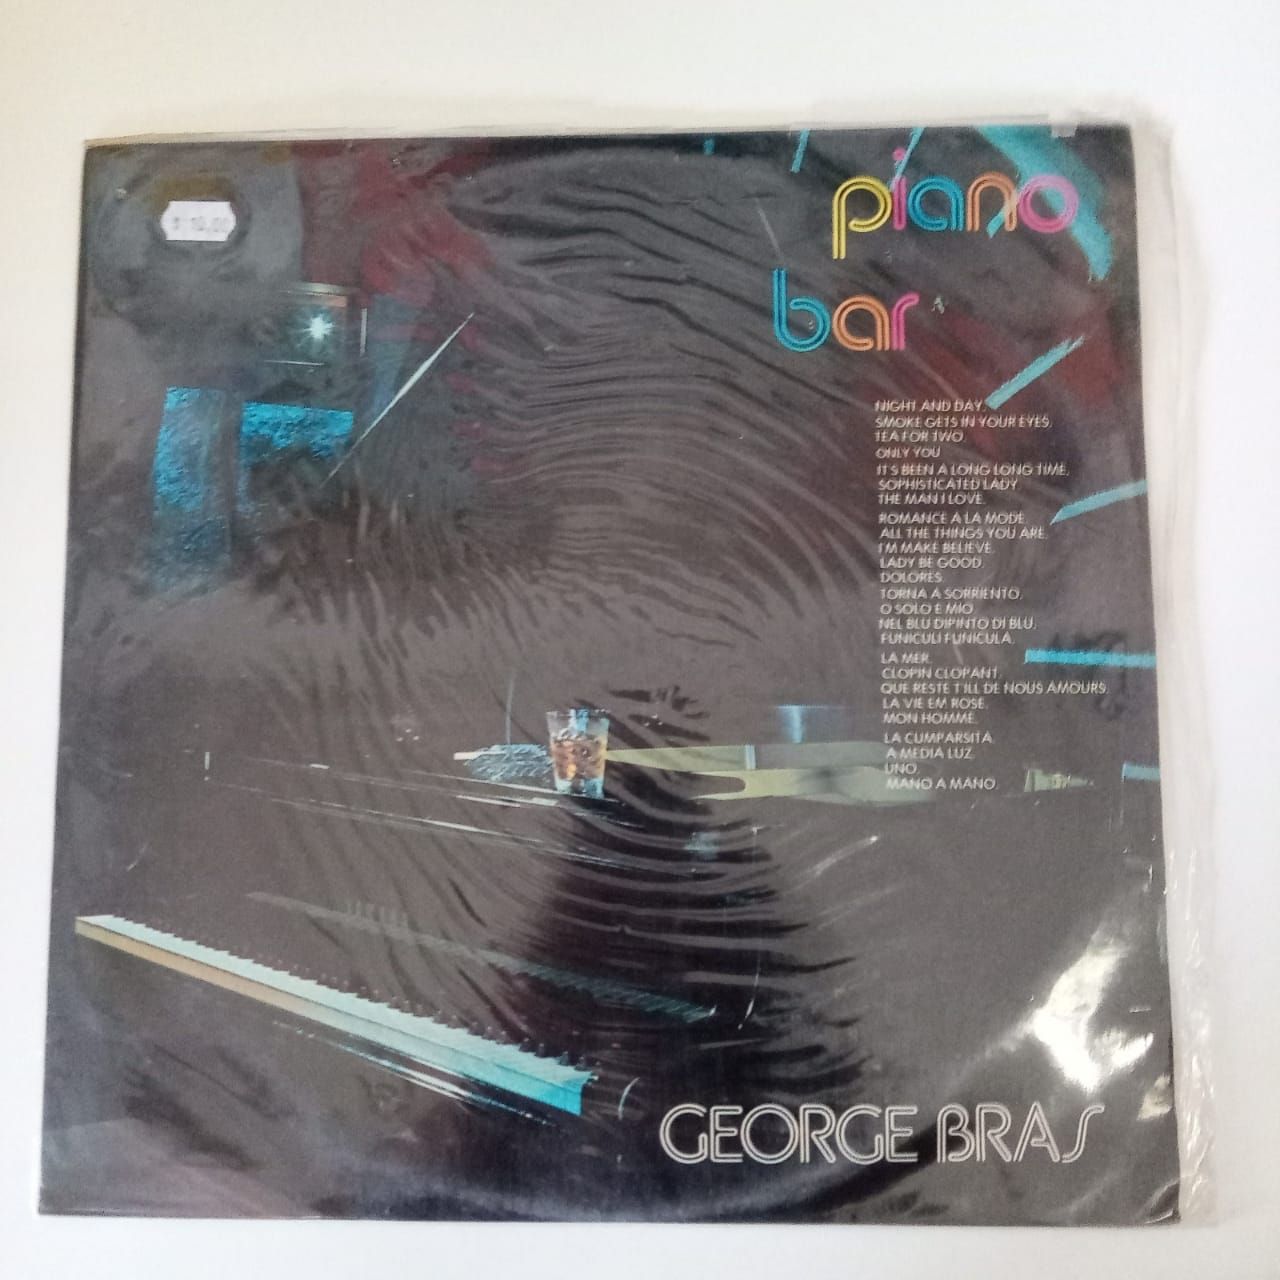 piano
bar
NIGHT AND DAY.
SMOKE GETS IN YOUR EYES.
TEA FOR TWO.
ONLY YOU
IT'S BEEN A LONG LONG TIME.
SOPHISTICATED LADY.
THE MAN I LOVE.
ROMANCE A LA MODE.
ALL THE THINGS YOU ARE.
I'M MAKE BELIEVE.
LADY BE GOOD.
DOLORES.
TORNA A SORRIENTO.
O SOLO E MIO.
NEL BLU DIPINTO DI BLU.
FUNICULI FUNICULA.
LA MER.
CLOPIN CLOPANT.
QUE RESTE T'ILL DE NOUS AMOURS.
LA VIE EM ROSE.
MON HOMME.
LA CUMPARSITA.
A MEDIA LUZ.
UNO.
MANO A MANO.
GEORGE BRAS